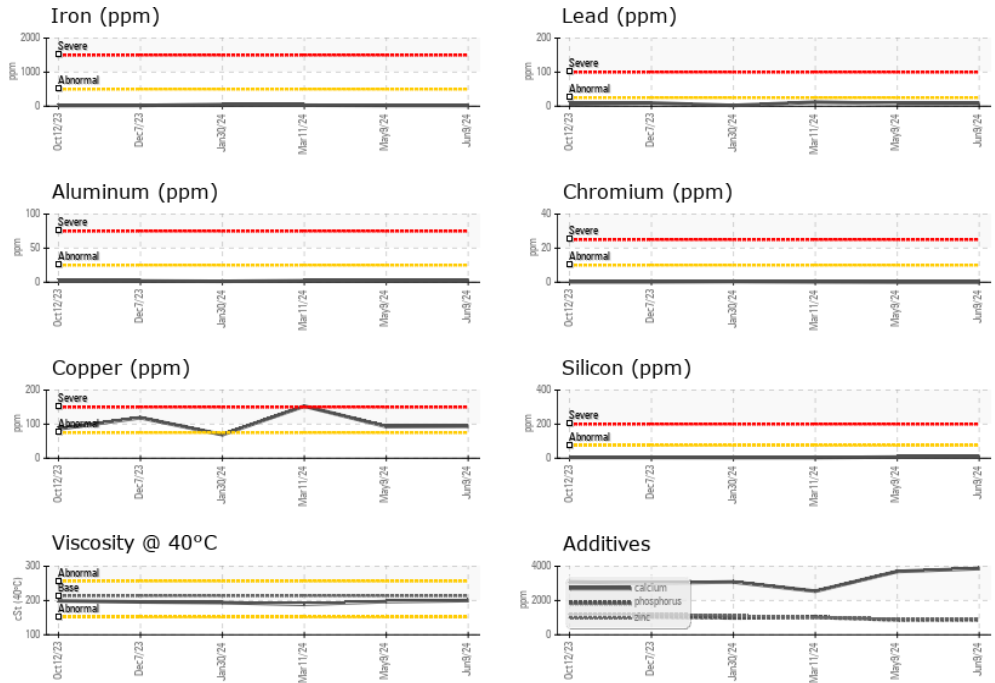 Iron (ppm)
2000
1000
0
ppm
Severe
Abnormal
Oct12/23
Dec7/23
Jan30/24
Mar11/24
May9/24
Jun9/24
Lead (ppm)
200
100
0
ppm
Severe
Abnormal
Oct12/23
Dec7/23
Jan30/24
Mar11/24
May9/24
Jun9/24
Aluminum (ppm)
100
50
0
ppm
Severe
Abnormal
Oct12/23
Dec7/23
Jan30/24
Mar11/24
May9/24
Jun9/24
Chromium (ppm)
40
20
0
ppm
Severe
Abnormal
Oct12/23
Dec7/23
Jan30/24
Mar11/24
May9/24
Jun9/24
Copper (ppm)
200
100
0
ppm
Severe
Abnormal
Oct12/23
Dec7/23
Jan30/24
Mar11/24
May9/24
Jun9/24
Silicon (ppm)
400
200
0
ppm
Severe
Abnormal
Oct12/23
Dec7/23
Jan30/24
Mar11/24
May9/24
Jun9/24
Viscosity @ 40°C
300
200
100
cSt (40°C)
Abnormal
Base
Abnormal
Oct12/23
Dec7/23
Jan30/24
Mar11/24
May9/24
Jun9/24
Additives
4000
2000
0
ppm
calcium
phosphorus
zinc
Oct12/23
Dec7/23
Jan30/24
Mar11/24
May9/24
Jun9/24